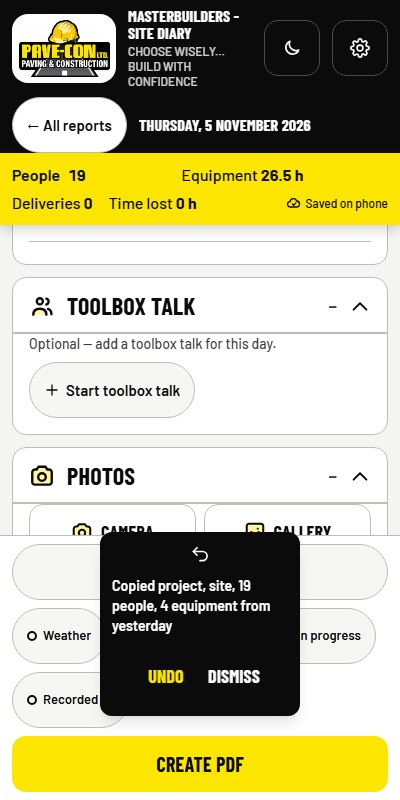 PAVE-CON LTD.
PAVING & CONSTRUCTION
MASTERBUILDERS –
SITE DIARY
CHOOSE WISELY...
BUILD WITH
CONFIDENCE
← All reports
THURSDAY, 5 NOVEMBER 2026
People 19
Equipment 26.5 h
Deliveries 0
Time lost 0 h
Saved on phone
TOOLBOX TALK
–
Optional — add a toolbox talk for this day.
+ Start toolbox talk
PHOTOS
–
CAMERA
GALLERY
Copied project, site, 19
people, 4 equipment from
yesterday
UNDO
DISMISS
Weather
n progress
Recorded
CREATE PDF